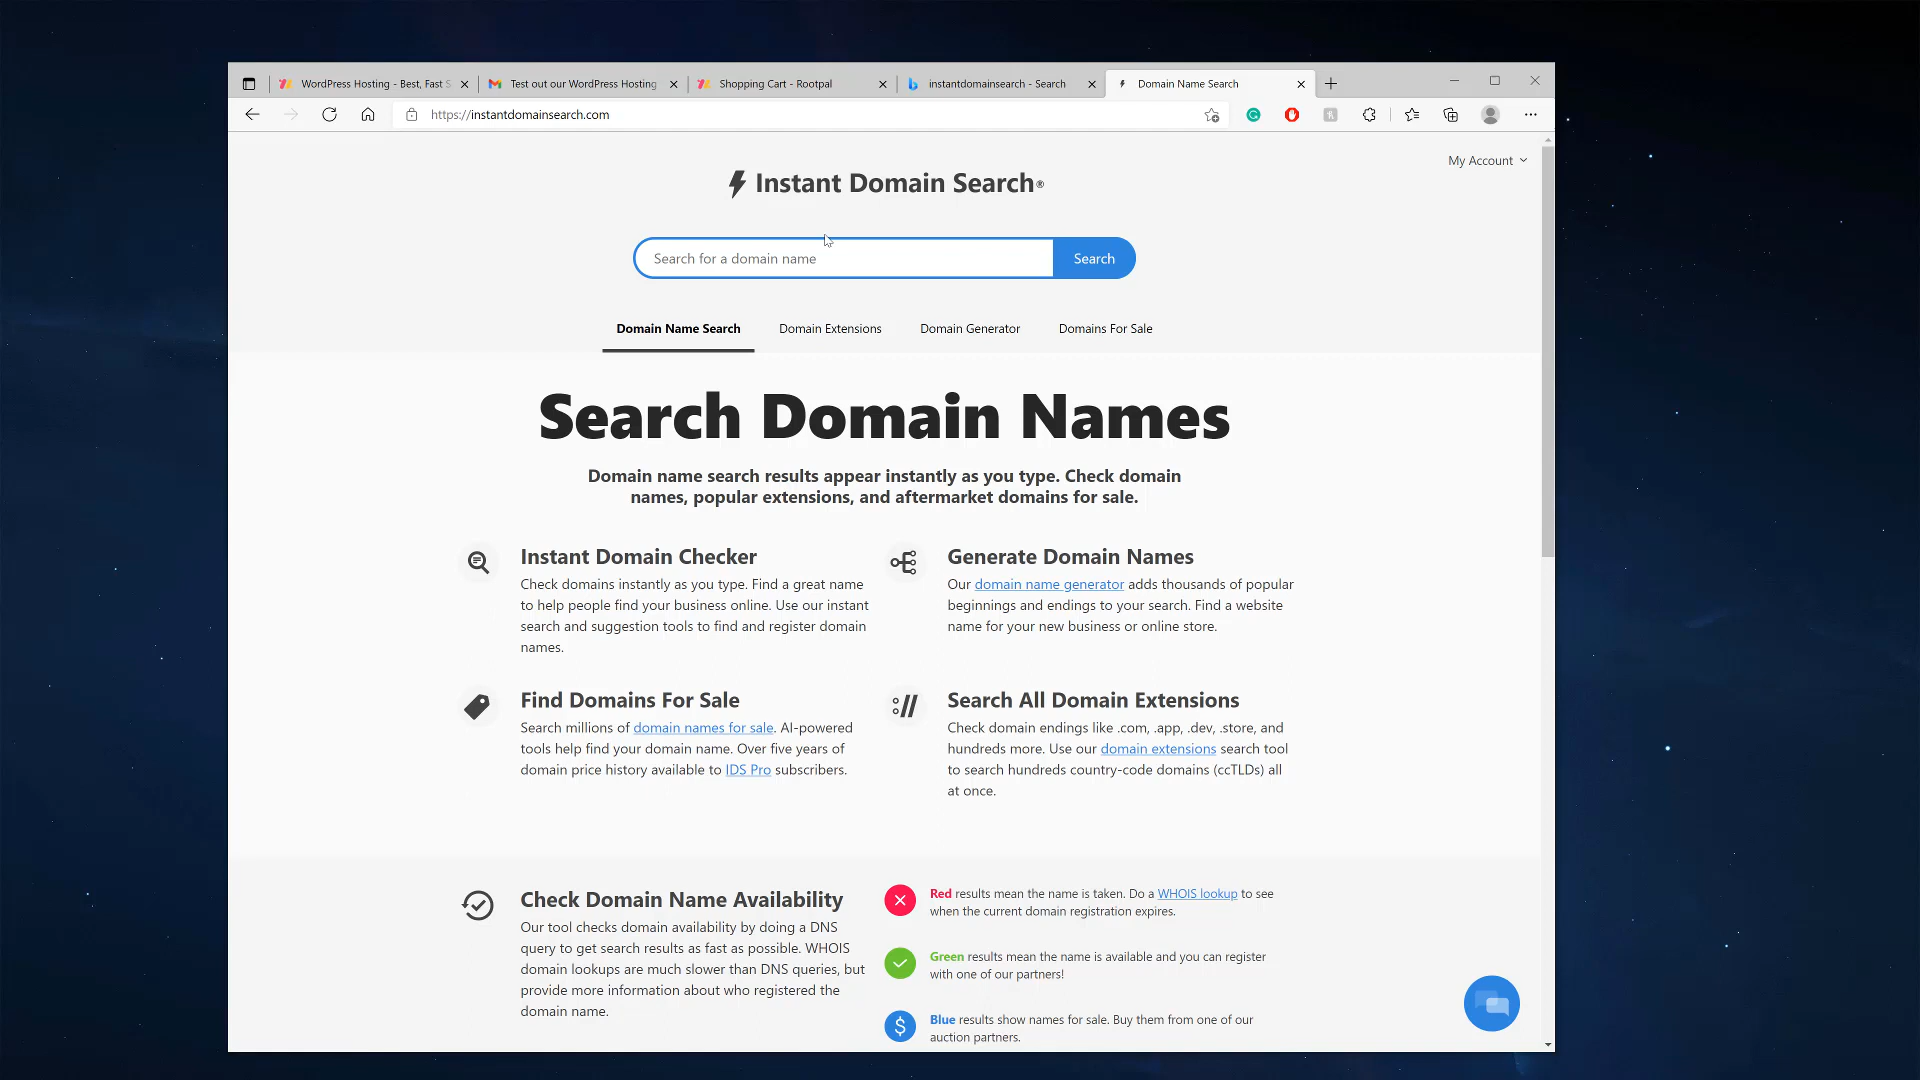 WordPress Hosting - Best, Fast S
Test out our WordPress Hosting
Shopping Cart - Rootpal
instantdomainsearch - Search
Domain Name Search
https://instantdomainsearch.com
My Account
Instant Domain Search®
Search for a domain name
Search
Domain Name Search
Domain Extensions
Domain Generator
Domains For Sale
Search Domain Names
Domain name search results appear instantly as you type. Check domain
names, popular extensions, and aftermarket domains for sale.
Instant Domain Checker
Check domains instantly as you type. Find a great name
to help people find your business online. Use our instant
search and suggestion tools to find and register domain
names.
Generate Domain Names
Our domain name generator adds thousands of popular
beginnings and endings to your search. Find a website
name for your new business or online store.
Find Domains For Sale
Search millions of domain names for sale. AI-powered
tools help find your domain name. Over five years of
domain price history available to IDS Pro subscribers.
Search All Domain Extensions
Check domain endings like .com, .app, .dev, .store, and
hundreds more. Use our domain extensions search tool
to search hundreds country-code domains (ccTLDs) all
at once.
Check Domain Name Availability
Our tool checks domain availability by doing a DNS
query to get search results as fast as possible. WHOIS
domain lookups are much slower than DNS queries, but
provide more information about who registered the
domain name.
Red results mean the name is taken. Do a WHOIS lookup to see
when the current domain registration expires.
Green results mean the name is available and you can register
with one of our partners!
Blue results show names for sale. Buy them from one of our
auction partners.